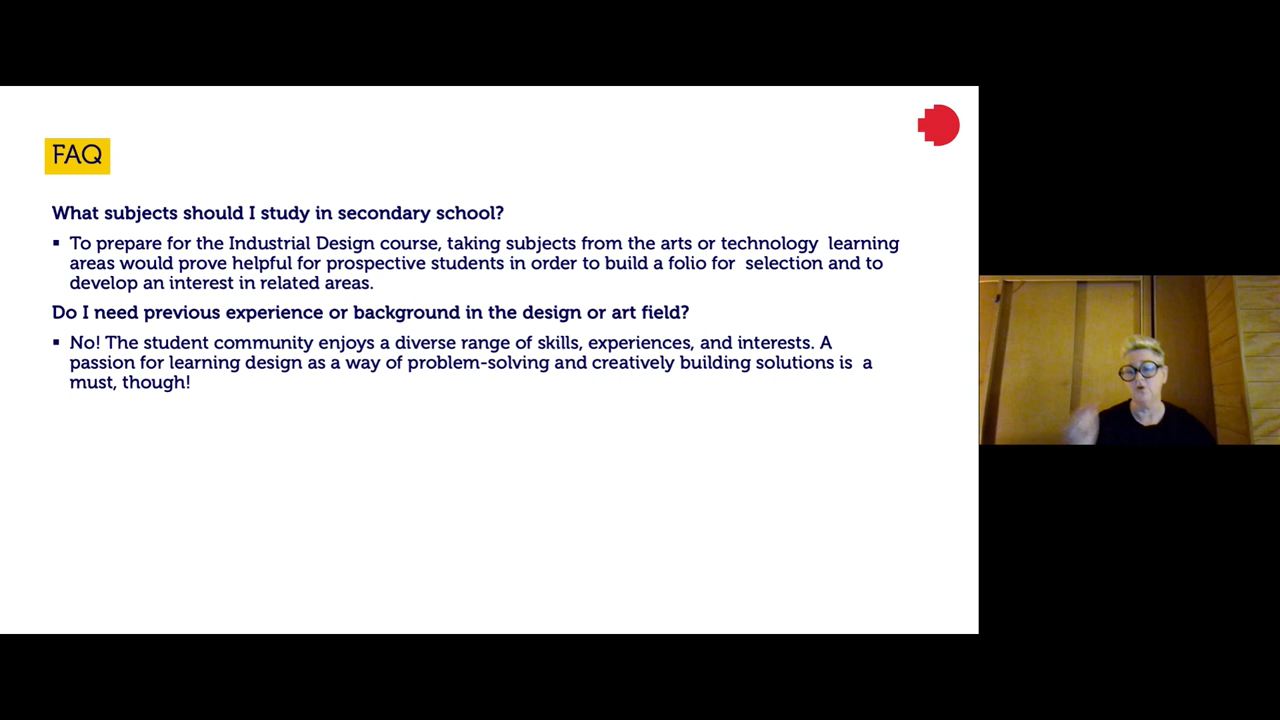 FAQ
What subjects should I study in secondary school?
▪ To prepare for the Industrial Design course, taking subjects from the arts or technology  learning
areas would prove helpful for prospective students in order to build a folio for  selection and to
develop an interest in related areas.
Do I need previous experience or background in the design or art field?
▪ No! The student community enjoys a diverse range of skills, experiences, and interests. A
passion for learning design as a way of problem-solving and creatively building solutions is  a
must, though!